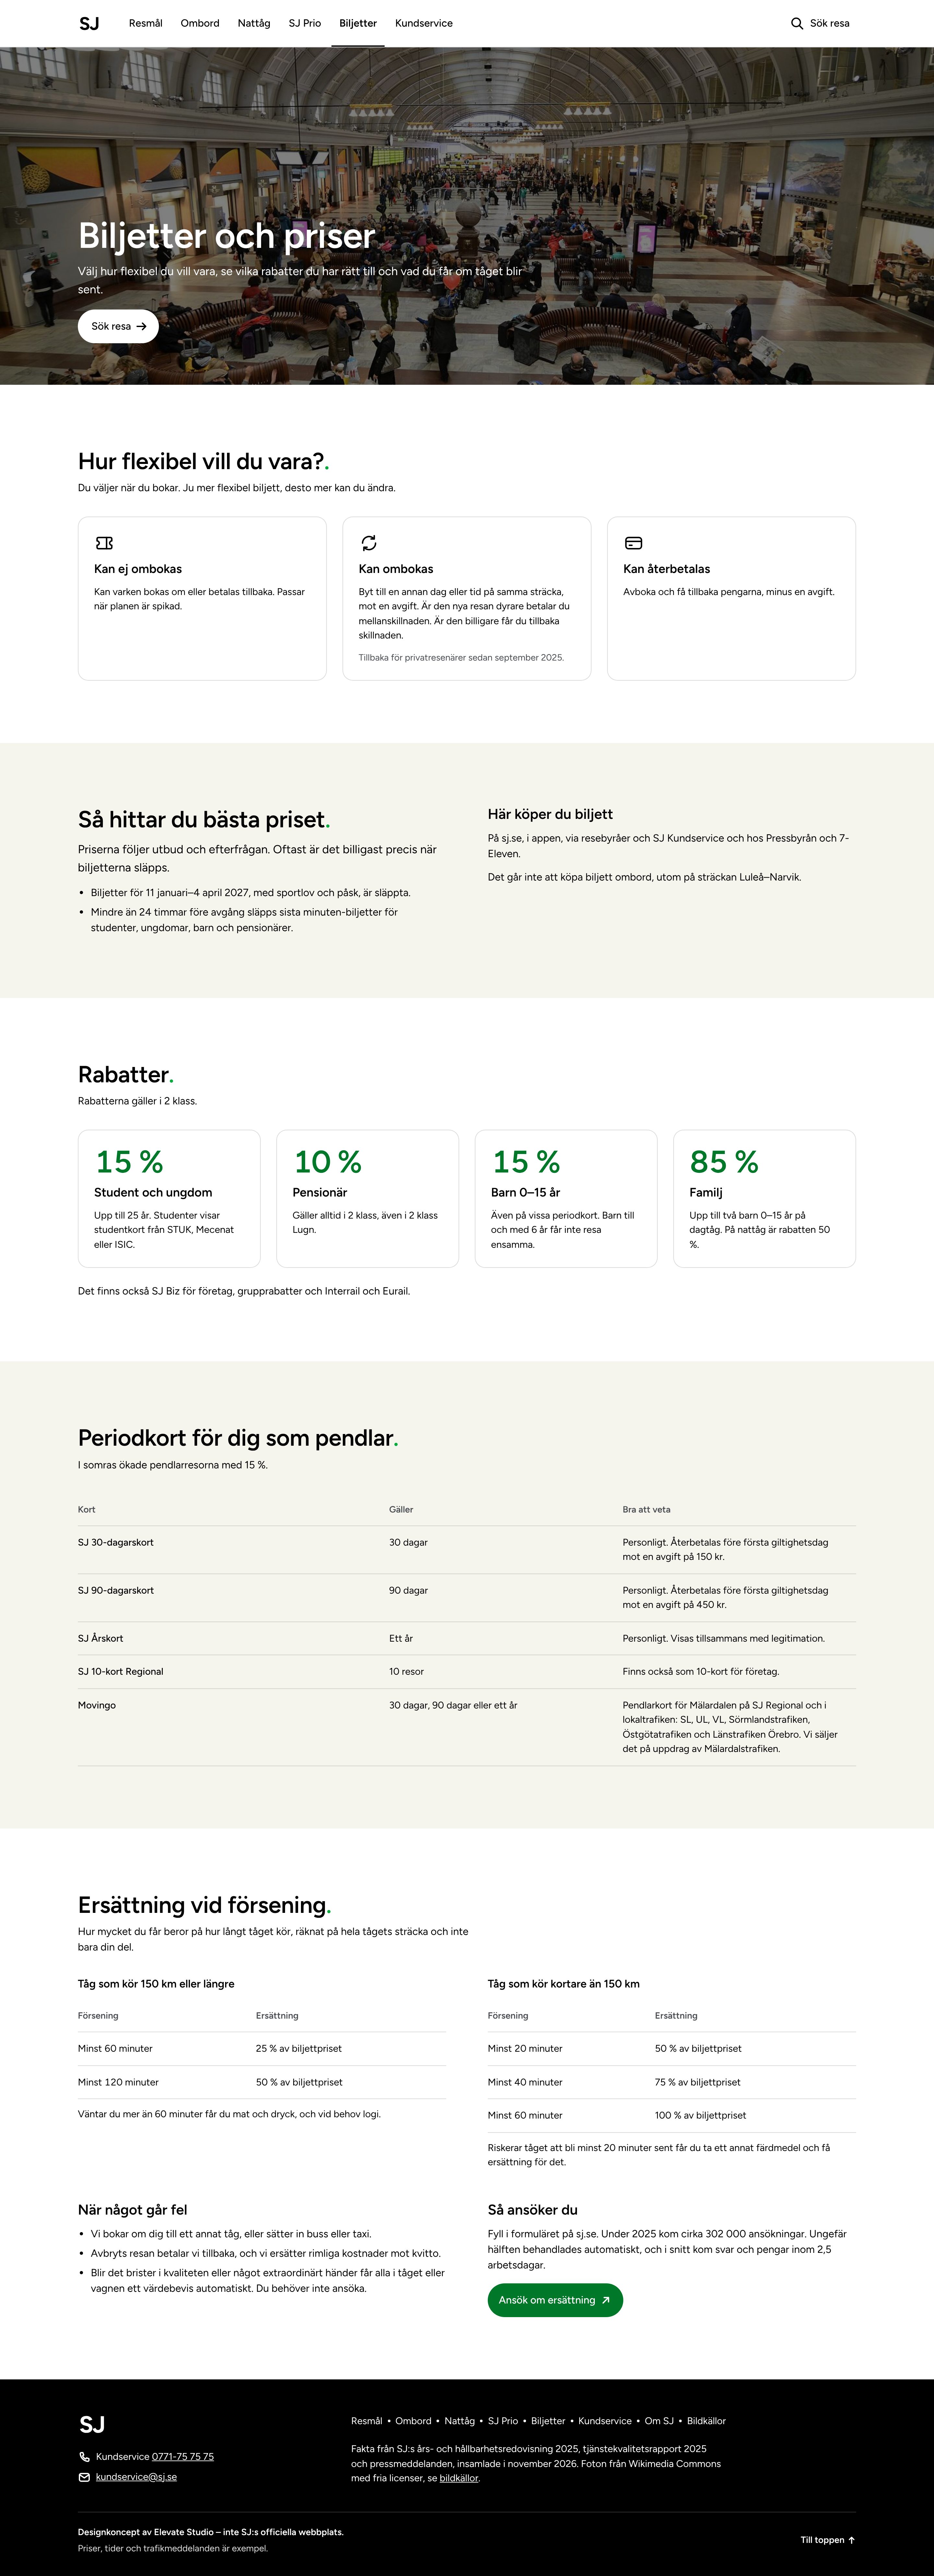 SJ
Resmål
Ombord
Nattåg
SJ Prio
Biljetter
Kundservice
Sök resa
Biljetter och priser
Välj hur flexibel du vill vara, se vilka rabatter du har rätt till och vad du får om tåget blir
sent.
Sök resa
Hur flexibel vill du vara?.
Du väljer när du bokar. Ju mer flexibel biljett, desto mer kan du ändra.
Kan ej ombokas
Kan varken bokas om eller betalas tillbaka. Passar
när planen är spikad.
Kan ombokas
Byt till en annan dag eller tid på samma sträcka,
mot en avgift. Är den nya resan dyrare betalar du
mellanskillnaden. Är den billigare får du tillbaka
skillnaden.
Tillbaka för privatresenärer sedan september 2025.
Kan återbetalas
Avboka och få tillbaka pengarna, minus en avgift.
Så hittar du bästa priset.
Priserna följer utbud och efterfrågan. Oftast är det billigast precis när
biljetterna släpps.
• Biljetter för 11 januari–4 april 2027, med sportlov och påsk, är släppta.
• Mindre än 24 timmar före avgång släpps sista minuten-biljetter för
studenter, ungdomar, barn och pensionärer.
Här köper du biljett
På sj.se, i appen, via resebyråer och SJ Kundservice och hos Pressbyrån och 7-
Eleven.
Det går inte att köpa biljett ombord, utom på sträckan Luleå–Narvik.
Rabatter.
Rabatterna gäller i 2 klass.
15 %
Student och ungdom
Upp till 25 år. Studenter visar
studentkort från STUK, Mecenat
eller ISIC.
10 %
Pensionär
Gäller alltid i 2 klass, även i 2 klass
Lugn.
15 %
Barn 0–15 år
Även på vissa periodkort. Barn till
och med 6 år får inte resa
ensamma.
85 %
Familj
Upp till två barn 0–15 år på
dagtåg. På nattåg är rabatten 50
%.
Det finns också SJ Biz för företag, grupprabatter och Interrail och Eurail.
Periodkort för dig som pendlar.
I somras ökade pendlarresorna med 15 %.
Kort Gäller Bra att veta
SJ 30-dagarskort 30 dagar Personligt. Återbetalas före första giltighetsdag
mot en avgift på 150 kr.
SJ 90-dagarskort 90 dagar Personligt. Återbetalas före första giltighetsdag
mot en avgift på 450 kr.
SJ Årskort Ett år Personligt. Visas tillsammans med legitimation.
SJ 10-kort Regional 10 resor Finns också som 10-kort för företag.
Movingo 30 dagar, 90 dagar eller ett år Pendlarkort för Mälardalen på SJ Regional och i
lokaltrafiken: SL, UL, VL, Sörmlandstrafiken,
Östgötatrafiken och Länstrafiken Örebro. Vi säljer
det på uppdrag av Mälardalstrafiken.
Ersättning vid försening.
Hur mycket du får beror på hur långt tåget kör, räknat på hela tågets sträcka och inte
bara din del.
Tåg som kör 150 km eller längre
Försening Ersättning
Minst 60 minuter 25 % av biljettpriset
Minst 120 minuter 50 % av biljettpriset
Väntar du mer än 60 minuter får du mat och dryck, och vid behov logi.
Tåg som kör kortare än 150 km
Försening Ersättning
Minst 20 minuter 50 % av biljettpriset
Minst 40 minuter 75 % av biljettpriset
Minst 60 minuter 100 % av biljettpriset
Riskerar tåget att bli minst 20 minuter sent får du ta ett annat färdmedel och få
ersättning för det.
När något går fel
• Vi bokar om dig till ett annat tåg, eller sätter in buss eller taxi.
• Avbryts resan betalar vi tillbaka, och vi ersätter rimliga kostnader mot kvitto.
• Blir det brister i kvaliteten eller något extraordinärt händer får alla i tåget eller
vagnen ett värdebevis automatiskt. Du behöver inte ansöka.
Så ansöker du
Fyll i formuläret på sj.se. Under 2025 kom cirka 302 000 ansökningar. Ungefär
hälften behandlades automatiskt, och i snitt kom svar och pengar inom 2,5
arbetsdagar.
Ansök om ersättning
SJ
Kundservice 0771-75 75 75
kundservice@sj.se
Resmål • Ombord • Nattåg • SJ Prio • Biljetter • Kundservice • Om SJ • Bildkällor
Fakta från SJ:s års- och hållbarhetsredovisning 2025, tjänstekvalitetsrapport 2025
och pressmeddelanden, insamlade i november 2026. Foton från Wikimedia Commons
med fria licenser, se bildkällor.
Designkoncept av Elevate Studio – inte SJ:s officiella webbplats.
Priser, tider och trafikmeddelanden är exempel.
Till toppen